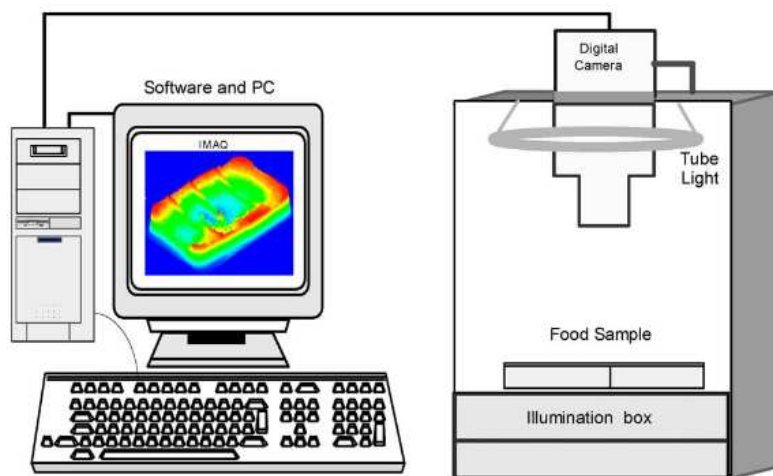 Digital
Camera
Software and PC
IMAQ
Tube
Light
Food Sample
Illumination box